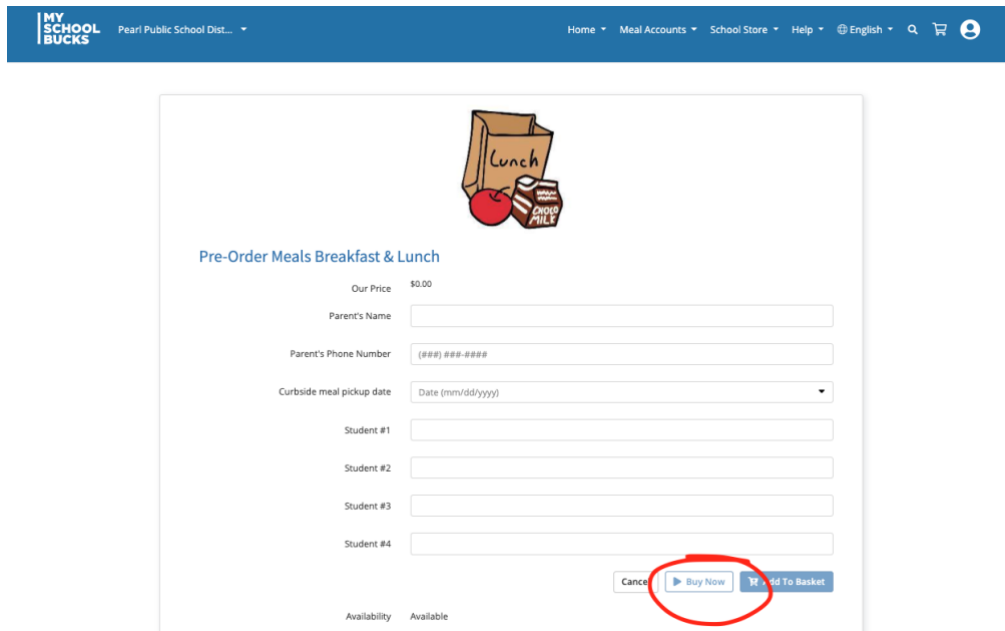 MY
SCHOOL
BUCKS
Pearl Public School Dist...
Home
Meal Accounts
School Store
Help
English
Lunch
CHOCO
MILK
Pre-Order Meals Breakfast & Lunch
Our Price $0.00
Parent's Name
Parent's Phone Number (###) ###-####
Curbside meal pickup date Date (mm/dd/yyyy)
Student #1
Student #2
Student #3
Student #4
Cancel Buy Now Add To Basket
Availability Available